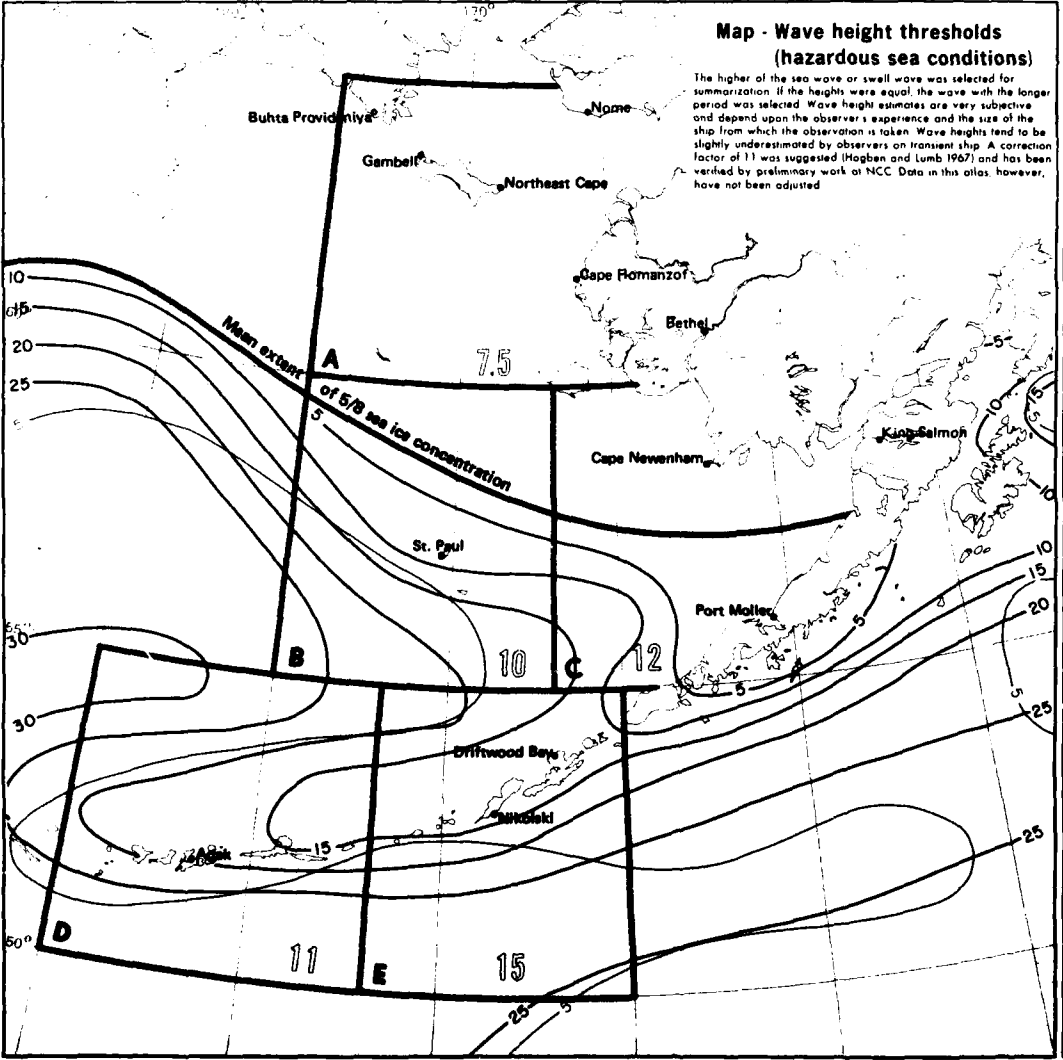 170°
Map - Wave height thresholds
(hazardous sea conditions)
The higher of the sea wave or swell wave was selected for
summarization If the heights were equal, the wave with the longer
period was selected Wave height estimates are very subjective
and depend upon the observer s experience and the size of the
ship from which the observation is taken Wave heights tend to be
slightly underestimated by observers on transient ship A correction
factor of 1 1 was suggested (Hogben and Lumb 1967) and has been
verified by preliminary work at NCC Data in this atlas, however,
have not been adjusted
Buhta Provideniya
Nome
Gambell
Northeast Cape
10
Cape Romanzof
15
Mean extent of 5/8 sea ice concentration
Bethel
20
A
7.5
5
25
10
15
5
5
5
King Salmon
Cape Newenham
10
St. Paul
10
15
Port Moller
20
30
5
B
10
C
12
5
5
30
25
Driftwood Bay
Nikolski
15
25
Adak
50°
D
11
E
15
25
5